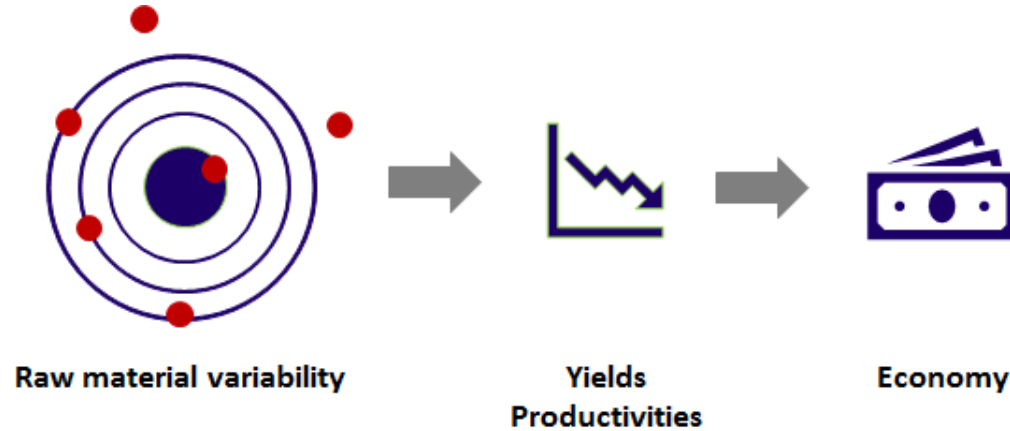 Raw material variability
Yields
Productivities
Economy